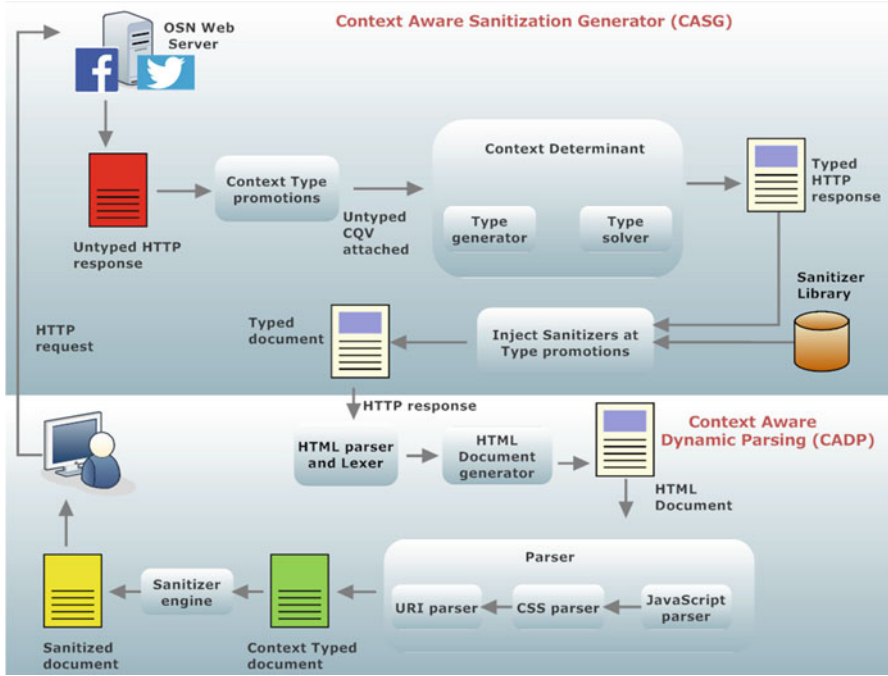 Context Aware Sanitization Generator (CASG)
OSN Web
Server
f
Untyped HTTP
response
Context Type
promotions
Untyped
CQV
attached
Context Determinant
Type
generator
Type
solver
Typed
HTTP
response
Sanitizer
Library
Inject Sanitizers at
Type promotions
Typed
document
HTTP
request
HTTP response
Context Aware
Dynamic Parsing (CADP)
HTML parser
and Lexer
HTML
Document
generator
HTML
Document
Parser
JavaScript
parser
CSS parser
URI parser
Context Typed
document
Sanitizer
engine
Sanitized
document